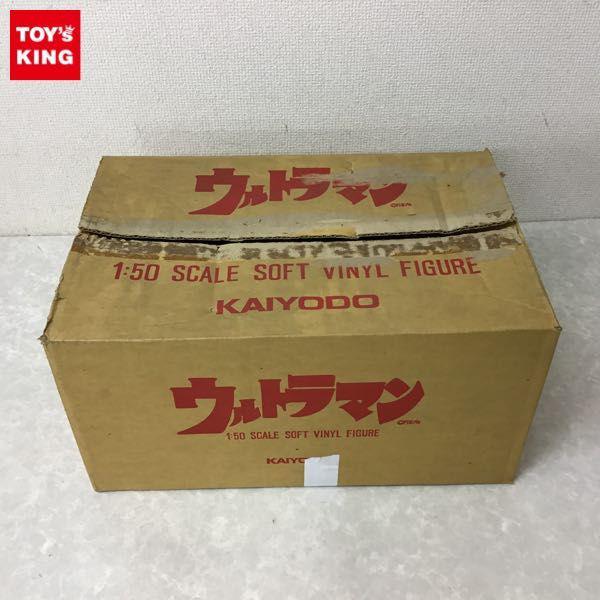 TOY's
KING
ウルトラマン
1:50 SCALE SOFT VINYL FIGURE
KAIYODO
ウルトラマン
1:50 SCALE SOFT VINYL FIGURE
KAIYO